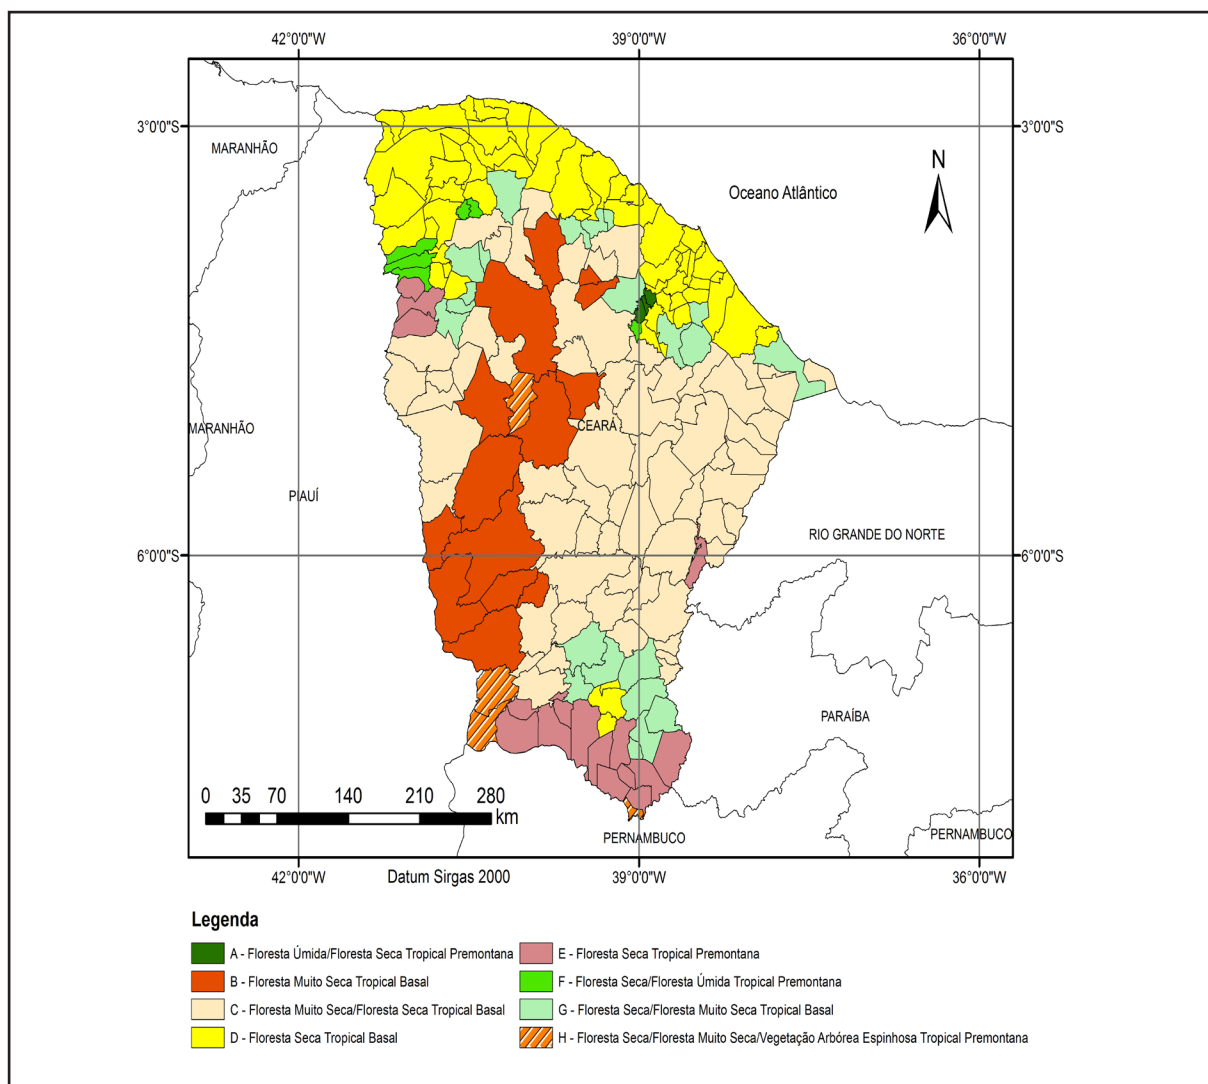 42°0'0"W 39°0'0"W 36°0'0"W
3°0'0"S 3°0'0"S
MARANHÃO
N
Oceano Atlântico
MARANHÃO
CEARÁ
PIAUÍ
RIO GRANDE DO NORTE
6°0'0"S 6°0'0"S
PARAÍBA
0 35 70 140 210 280
km
PERNAMBUCO PERNAMBUCO
42°0'0"W 39°0'0"W 36°0'0"W
Datum Sirgas 2000
Legenda
A - Floresta Úmida/Floresta Seca Tropical Premontana
B - Floresta Muito Seca Tropical Basal
C - Floresta Muito Seca/Floresta Seca Tropical Basal
D - Floresta Seca Tropical Basal
E - Floresta Seca Tropical Premontana
F - Floresta Seca/Floresta Úmida Tropical Premontana
G - Floresta Seca/Floresta Muito Seca Tropical Basal
H - Floresta Seca/Floresta Muito Seca/Vegetação Arbórea Espinhosa Tropical Premontana